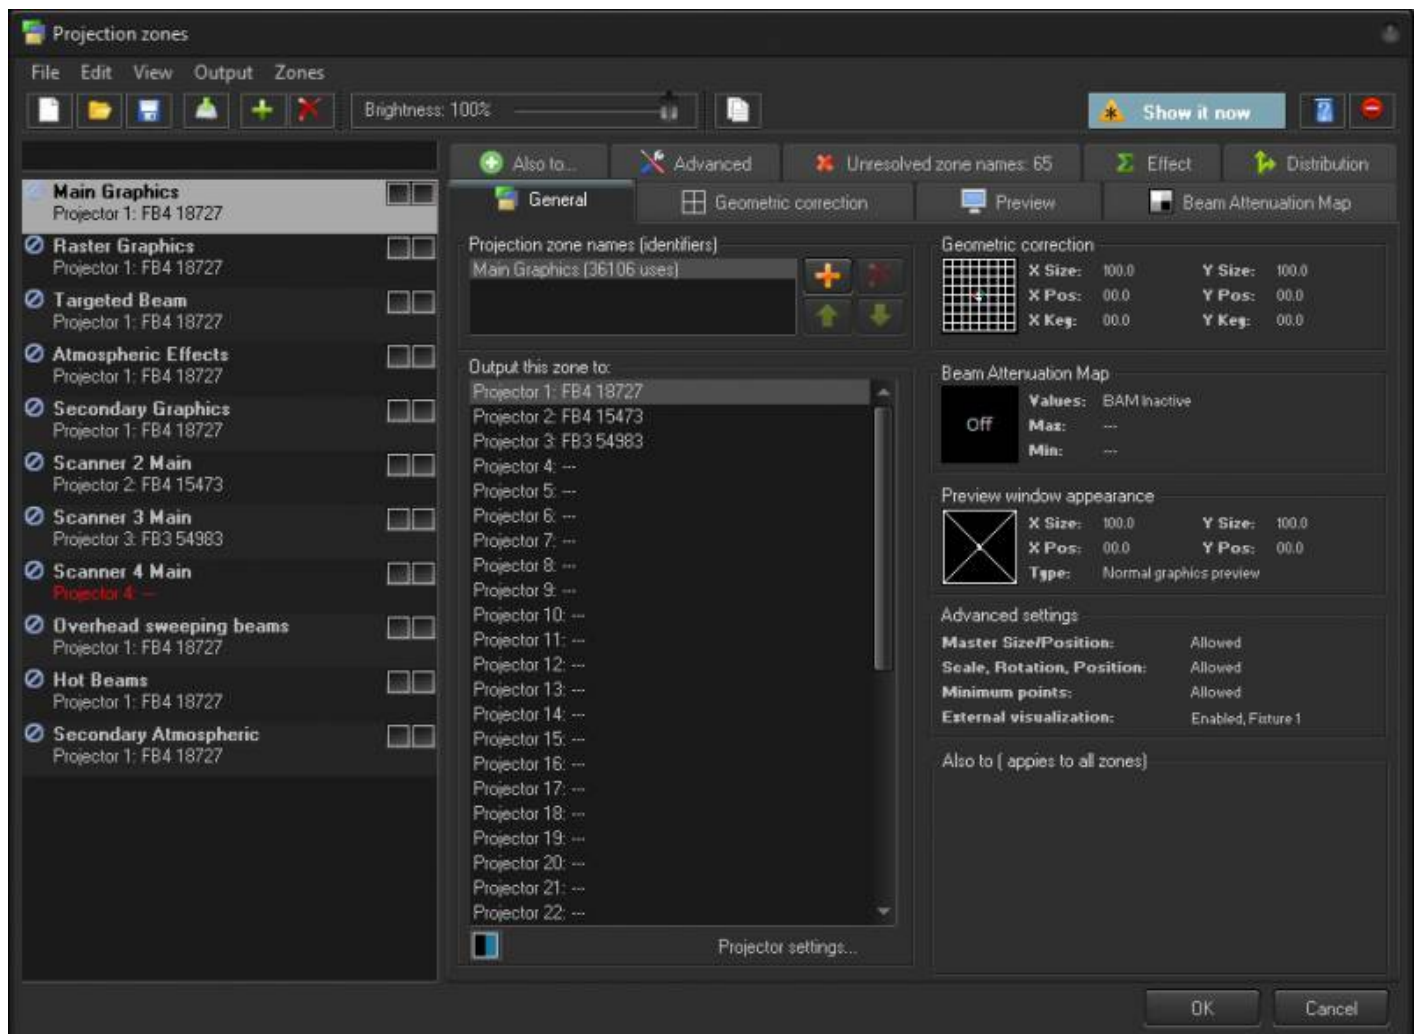 Projection zones
File Edit View Output Zones
Brightness: 100%
Show it now
Main Graphics
Projector 1: FB4 18727
Raster Graphics
Projector 1: FB4 18727
Targeted Beam
Projector 1: FB4 18727
Atmospheric Effects
Projector 1: FB4 18727
Secondary Graphics
Projector 1: FB4 18727
Scanner 2 Main
Projector 2: FB4 15473
Scanner 3 Main
Projector 3: FB3 54983
Scanner 4 Main
Projector 4: ---
Overhead sweeping beams
Projector 1: FB4 18727
Hot Beams
Projector 1: FB4 18727
Secondary Atmospheric
Projector 1: FB4 18727
Also to... Advanced Unresolved zone names: 65 Effect Distribution
General Geometric correction Preview Beam Attenuation Map
Projection zone names (identifiers)
Main Graphics (36106 uses)
Output this zone to:
Projector 1: FB4 18727
Projector 2: FB4 15473
Projector 3: FB3 54983
Projector 4: ---
Projector 5: ---
Projector 6: ---
Projector 7: ---
Projector 8: ---
Projector 9: ---
Projector 10: ---
Projector 11: ---
Projector 12: ---
Projector 13: ---
Projector 14: ---
Projector 15: ---
Projector 16: ---
Projector 17: ---
Projector 18: ---
Projector 19: ---
Projector 20: ---
Projector 21: ---
Projector 22: ---
Projector settings...
Geometric correction
X Size: 100.0 Y Size: 100.0
X Pos: 00.0 Y Pos: 00.0
X Key: 00.0 Y Key: 00.0
Beam Attenuation Map
Off
Values: BAM Inactive
Max: ---
Min: ---
Preview window appearance
X Size: 100.0 Y Size: 100.0
X Pos: 00.0 Y Pos: 00.0
Type: Normal graphics preview
Advanced settings
Master Size/Position: Allowed
Scale, Rotation, Position: Allowed
Minimum points: Allowed
External visualization: Enabled, Fixture 1
Also to ( appies to all zones)
OK Cancel